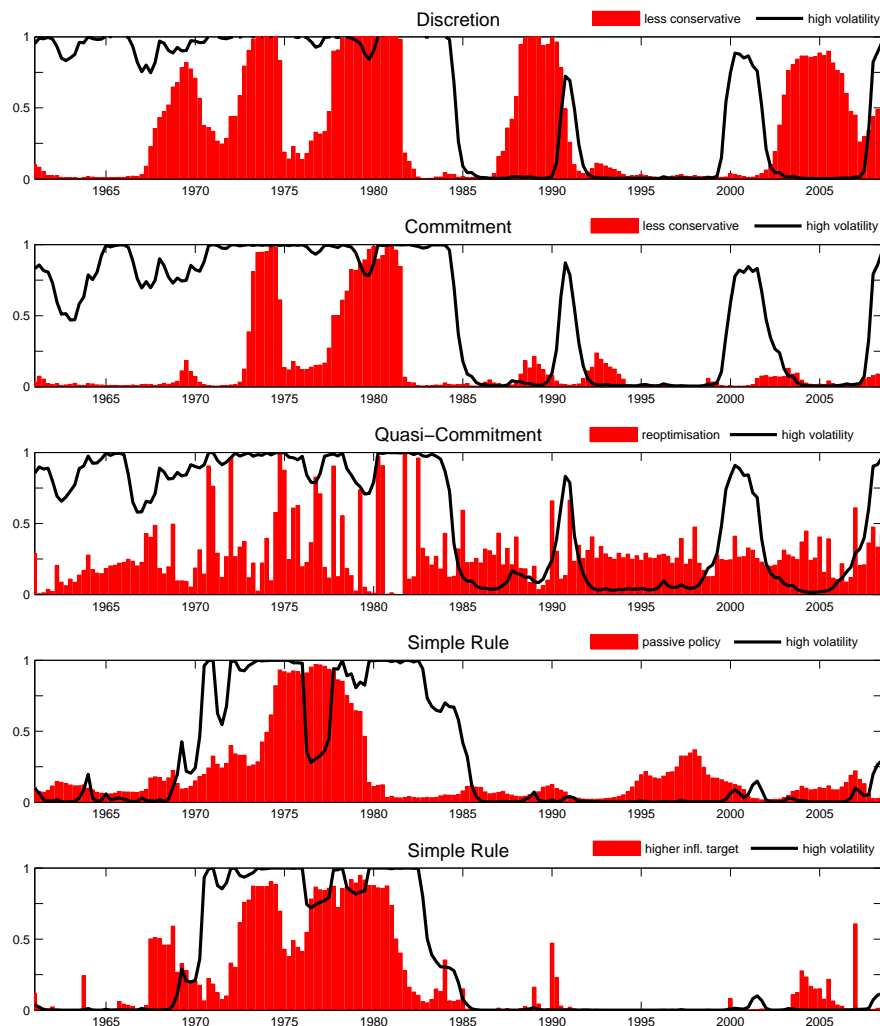 Discretion
less conservative high volatility
1
0.5
0
1965 1970 1975 1980 1985 1990 1995 2000 2005
Commitment
less conservative high volatility
1
0.5
0
1965 1970 1975 1980 1985 1990 1995 2000 2005
Quasi−Commitment
reoptimisation high volatility
1
0.5
0
1965 1970 1975 1980 1985 1990 1995 2000 2005
Simple Rule
passive policy high volatility
1
0.5
0
1965 1970 1975 1980 1985 1990 1995 2000 2005
Simple Rule
higher infl. target high volatility
1
0.5
0
1965 1970 1975 1980 1985 1990 1995 2000 2005